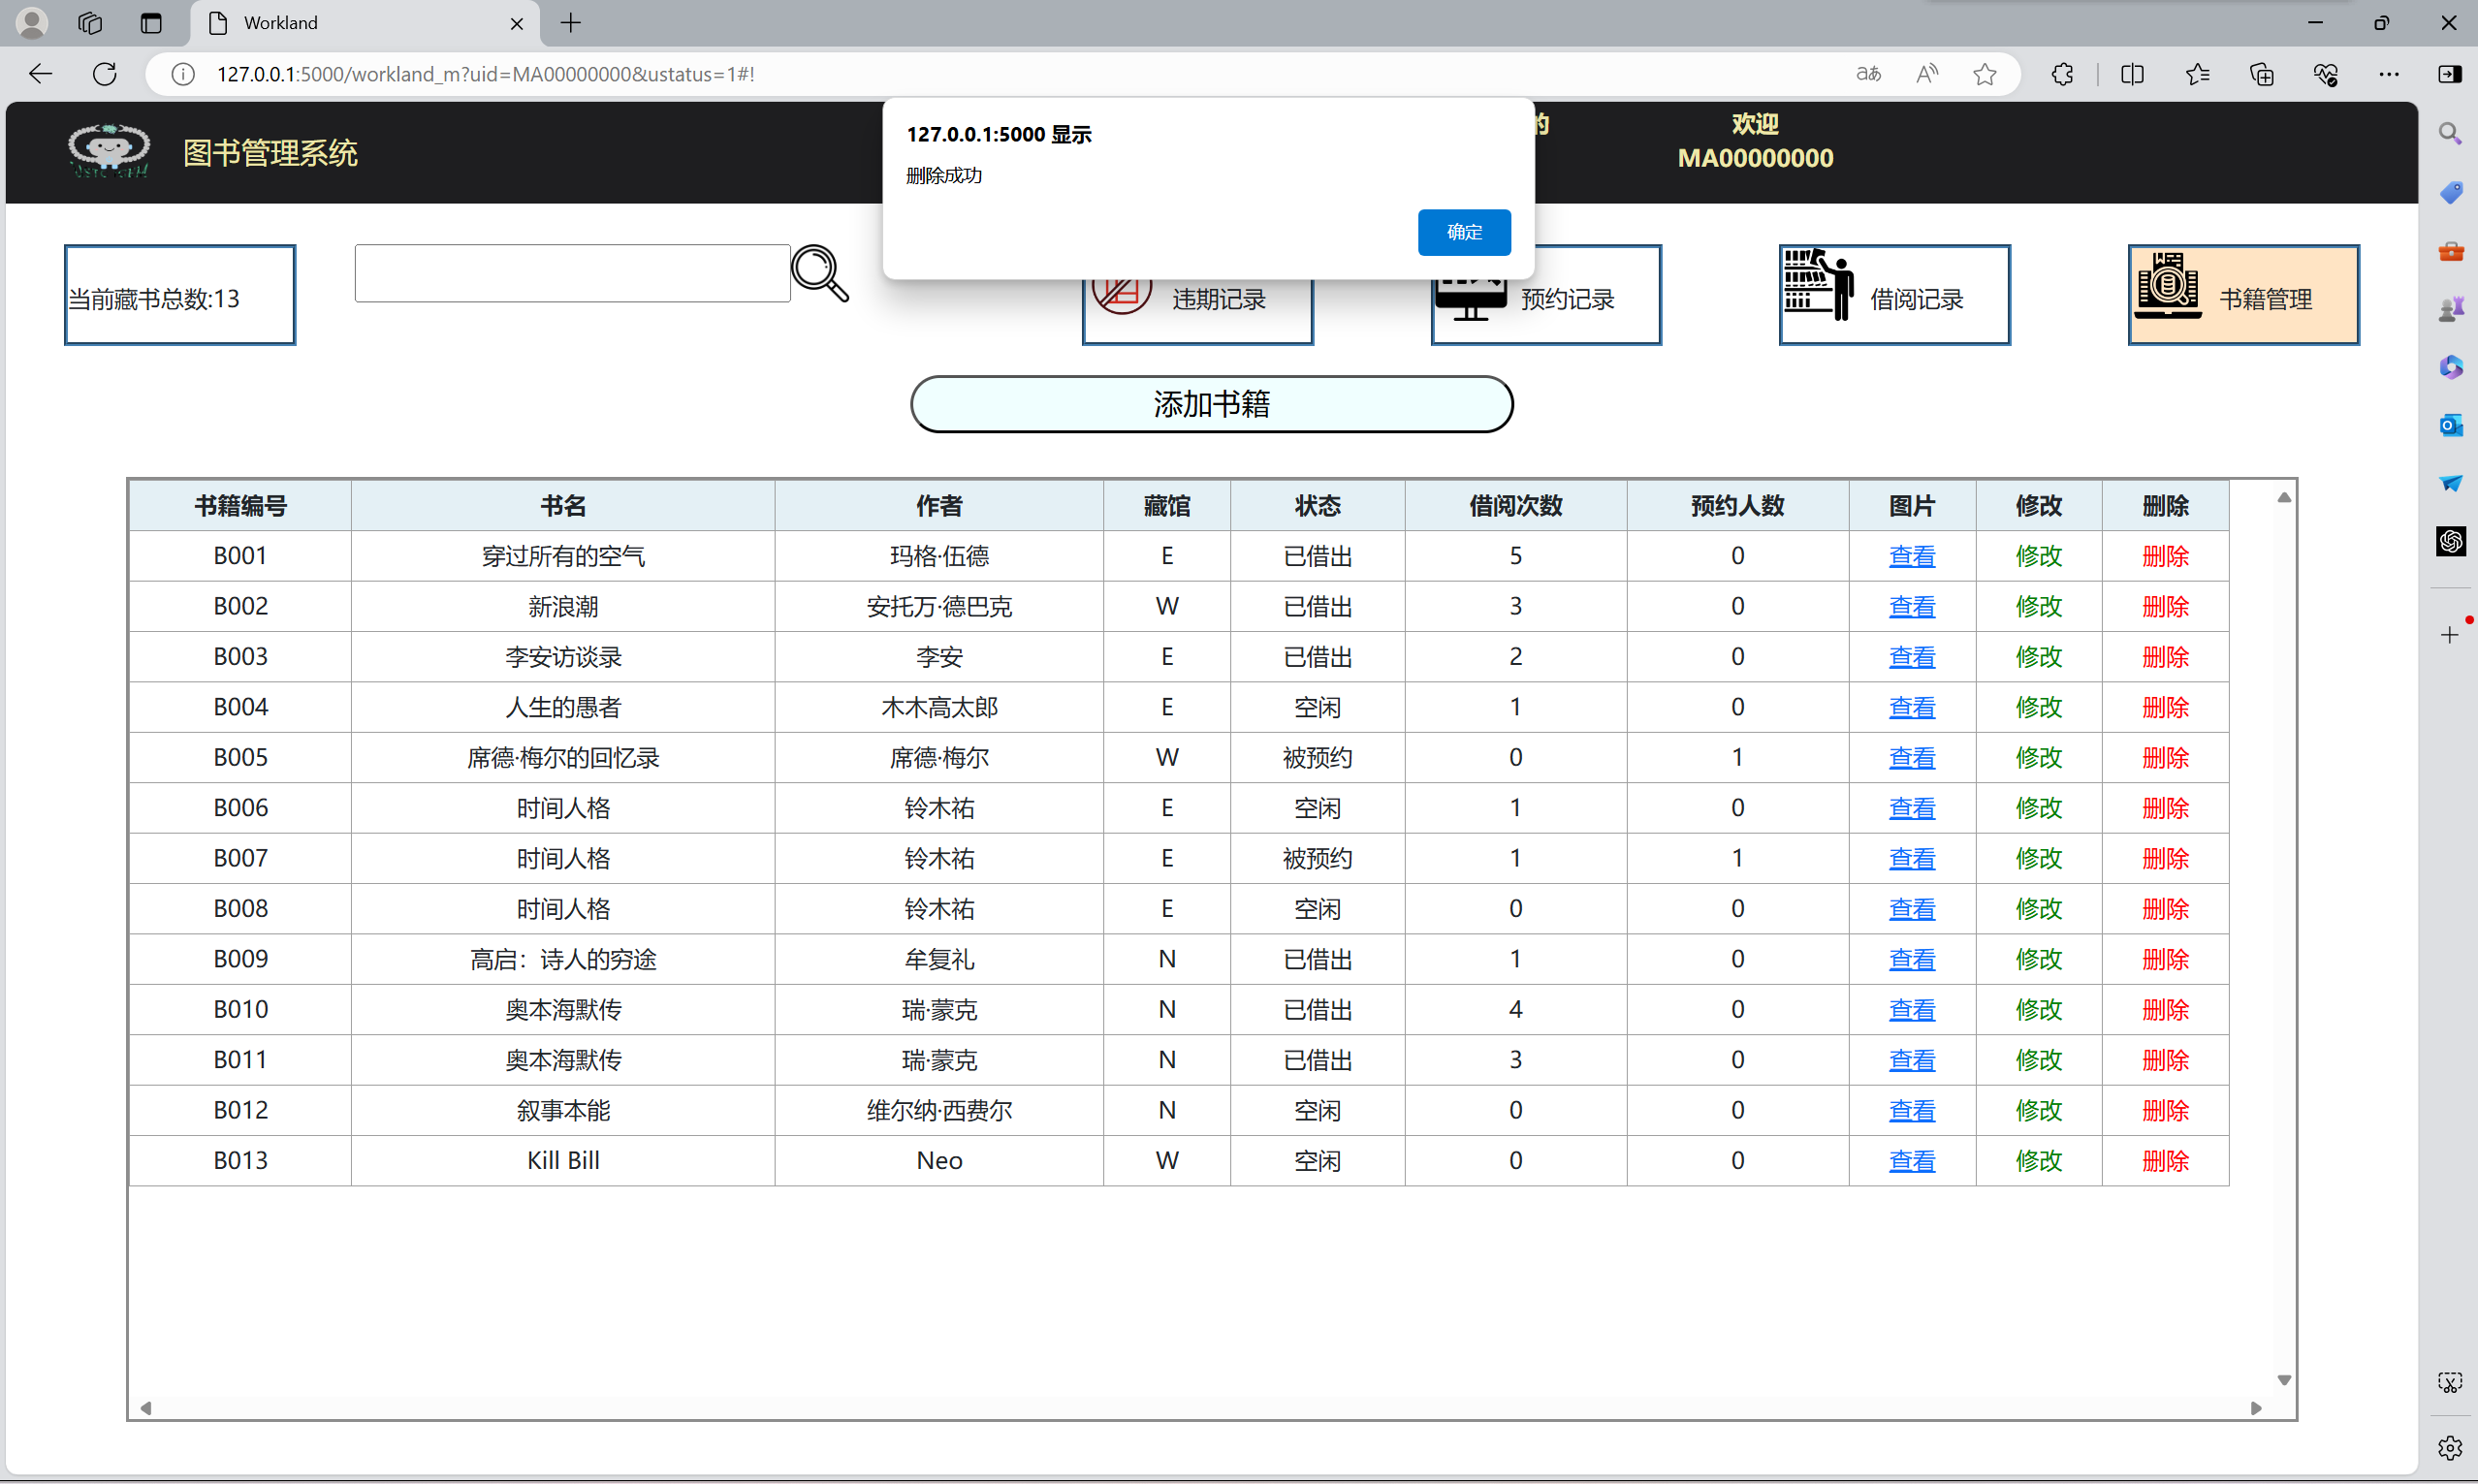 Workland
127.0.0.1:5000/workland_m?uid=MA00000000&ustatus=1#!
图书管理系统
的
欢迎
MA00000000
127.0.0.1:5000 显示
删除成功
确定
当前藏书总数:13
违期记录
预约记录
借阅记录
书籍管理
添加书籍
书籍编号 书名 作者 藏馆 状态 借阅次数 预约人数 图片 修改 删除
B001 穿过所有的空气 玛格·伍德 E 已借出 5 0 查看 修改 删除
B002 新浪潮 安托万·德巴克 W 已借出 3 0 查看 修改 删除
B003 李安访谈录 李安 E 已借出 2 0 查看 修改 删除
B004 人生的愚者 木木高太郎 E 空闲 1 0 查看 修改 删除
B005 席德·梅尔的回忆录 席德·梅尔 W 被预约 0 1 查看 修改 删除
B006 时间人格 铃木祐 E 空闲 1 0 查看 修改 删除
B007 时间人格 铃木祐 E 被预约 1 1 查看 修改 删除
B008 时间人格 铃木祐 E 空闲 0 0 查看 修改 删除
B009 高启：诗人的穷途 牟复礼 N 已借出 1 0 查看 修改 删除
B010 奥本海默传 瑞·蒙克 N 已借出 4 0 查看 修改 删除
B011 奥本海默传 瑞·蒙克 N 已借出 3 0 查看 修改 删除
B012 叙事本能 维尔纳·西费尔 N 空闲 0 0 查看 修改 删除
B013 Kill Bill Neo W 空闲 0 0 查看 修改 删除